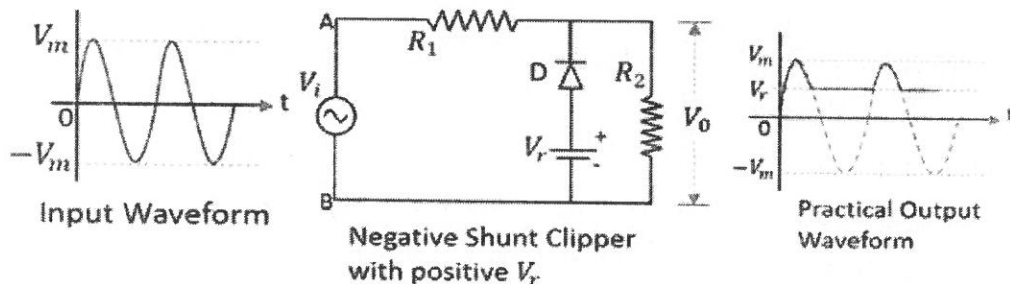 V_m
0
t
-V_m
Input Waveform
A
R_1
V_i
D
R_2
V_0
V_r
+
-
B
Negative Shunt Clipper
with positive V_r
V_m
V_r
0
t
-V_m
Practical Output
Waveform